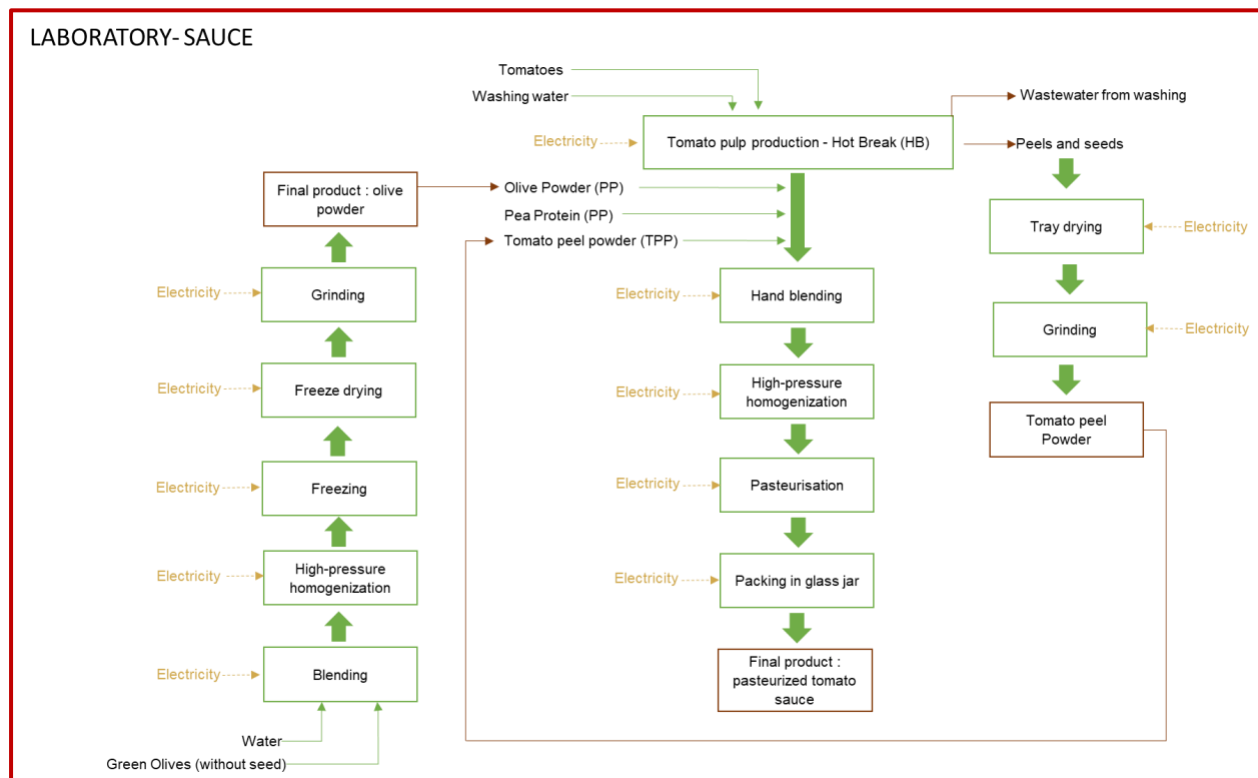 LABORATORY- SAUCE
Tomatoes
Washing water
Electricity
Tomato pulp production - Hot Break (HB)
Wastewater from washing
Peels and seeds
Final product : olive
powder
Olive Powder (PP)
Pea Protein (PP)
Tomato peel powder (TPP)
Electricity
Grinding
Electricity
Freeze drying
Electricity
Freezing
Electricity
High-pressure
homogenization
Electricity
Blending
Water
Green Olives (without seed)
Electricity
Hand blending
Electricity
High-pressure
homogenization
Electricity
Pasteurisation
Electricity
Packing in glass jar
Final product :
pasteurized tomato
sauce
Tray drying
Electricity
Grinding
Electricity
Tomato peel
Powder